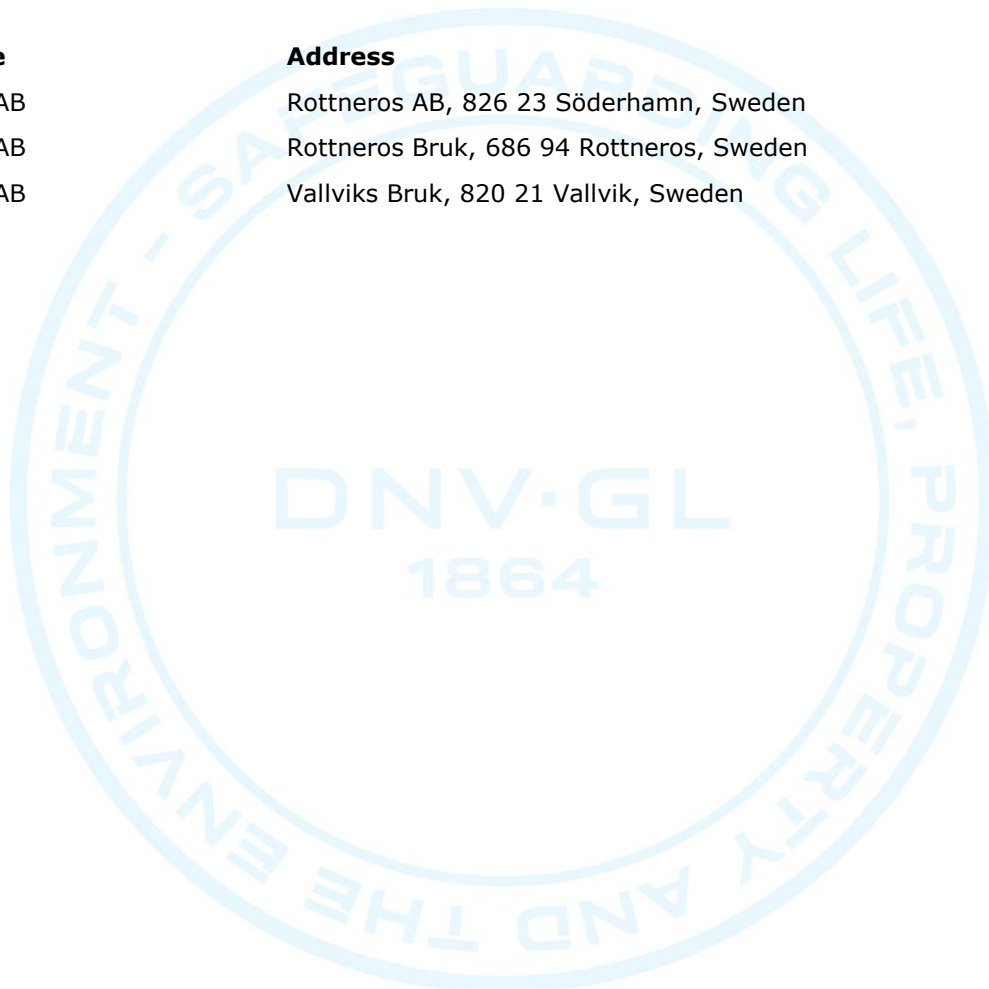 e Address
AB Rottneros AB, 826 23 Söderhamn, Sweden
AB Rottneros Bruk, 686 94 Rottneros, Sweden
AB Vallviks Bruk, 820 21 Vallvik, Sweden
SAFEGUARDING LIFE, PROPERTY AND THE ENVIRONMENT -
DNV·GL
1864